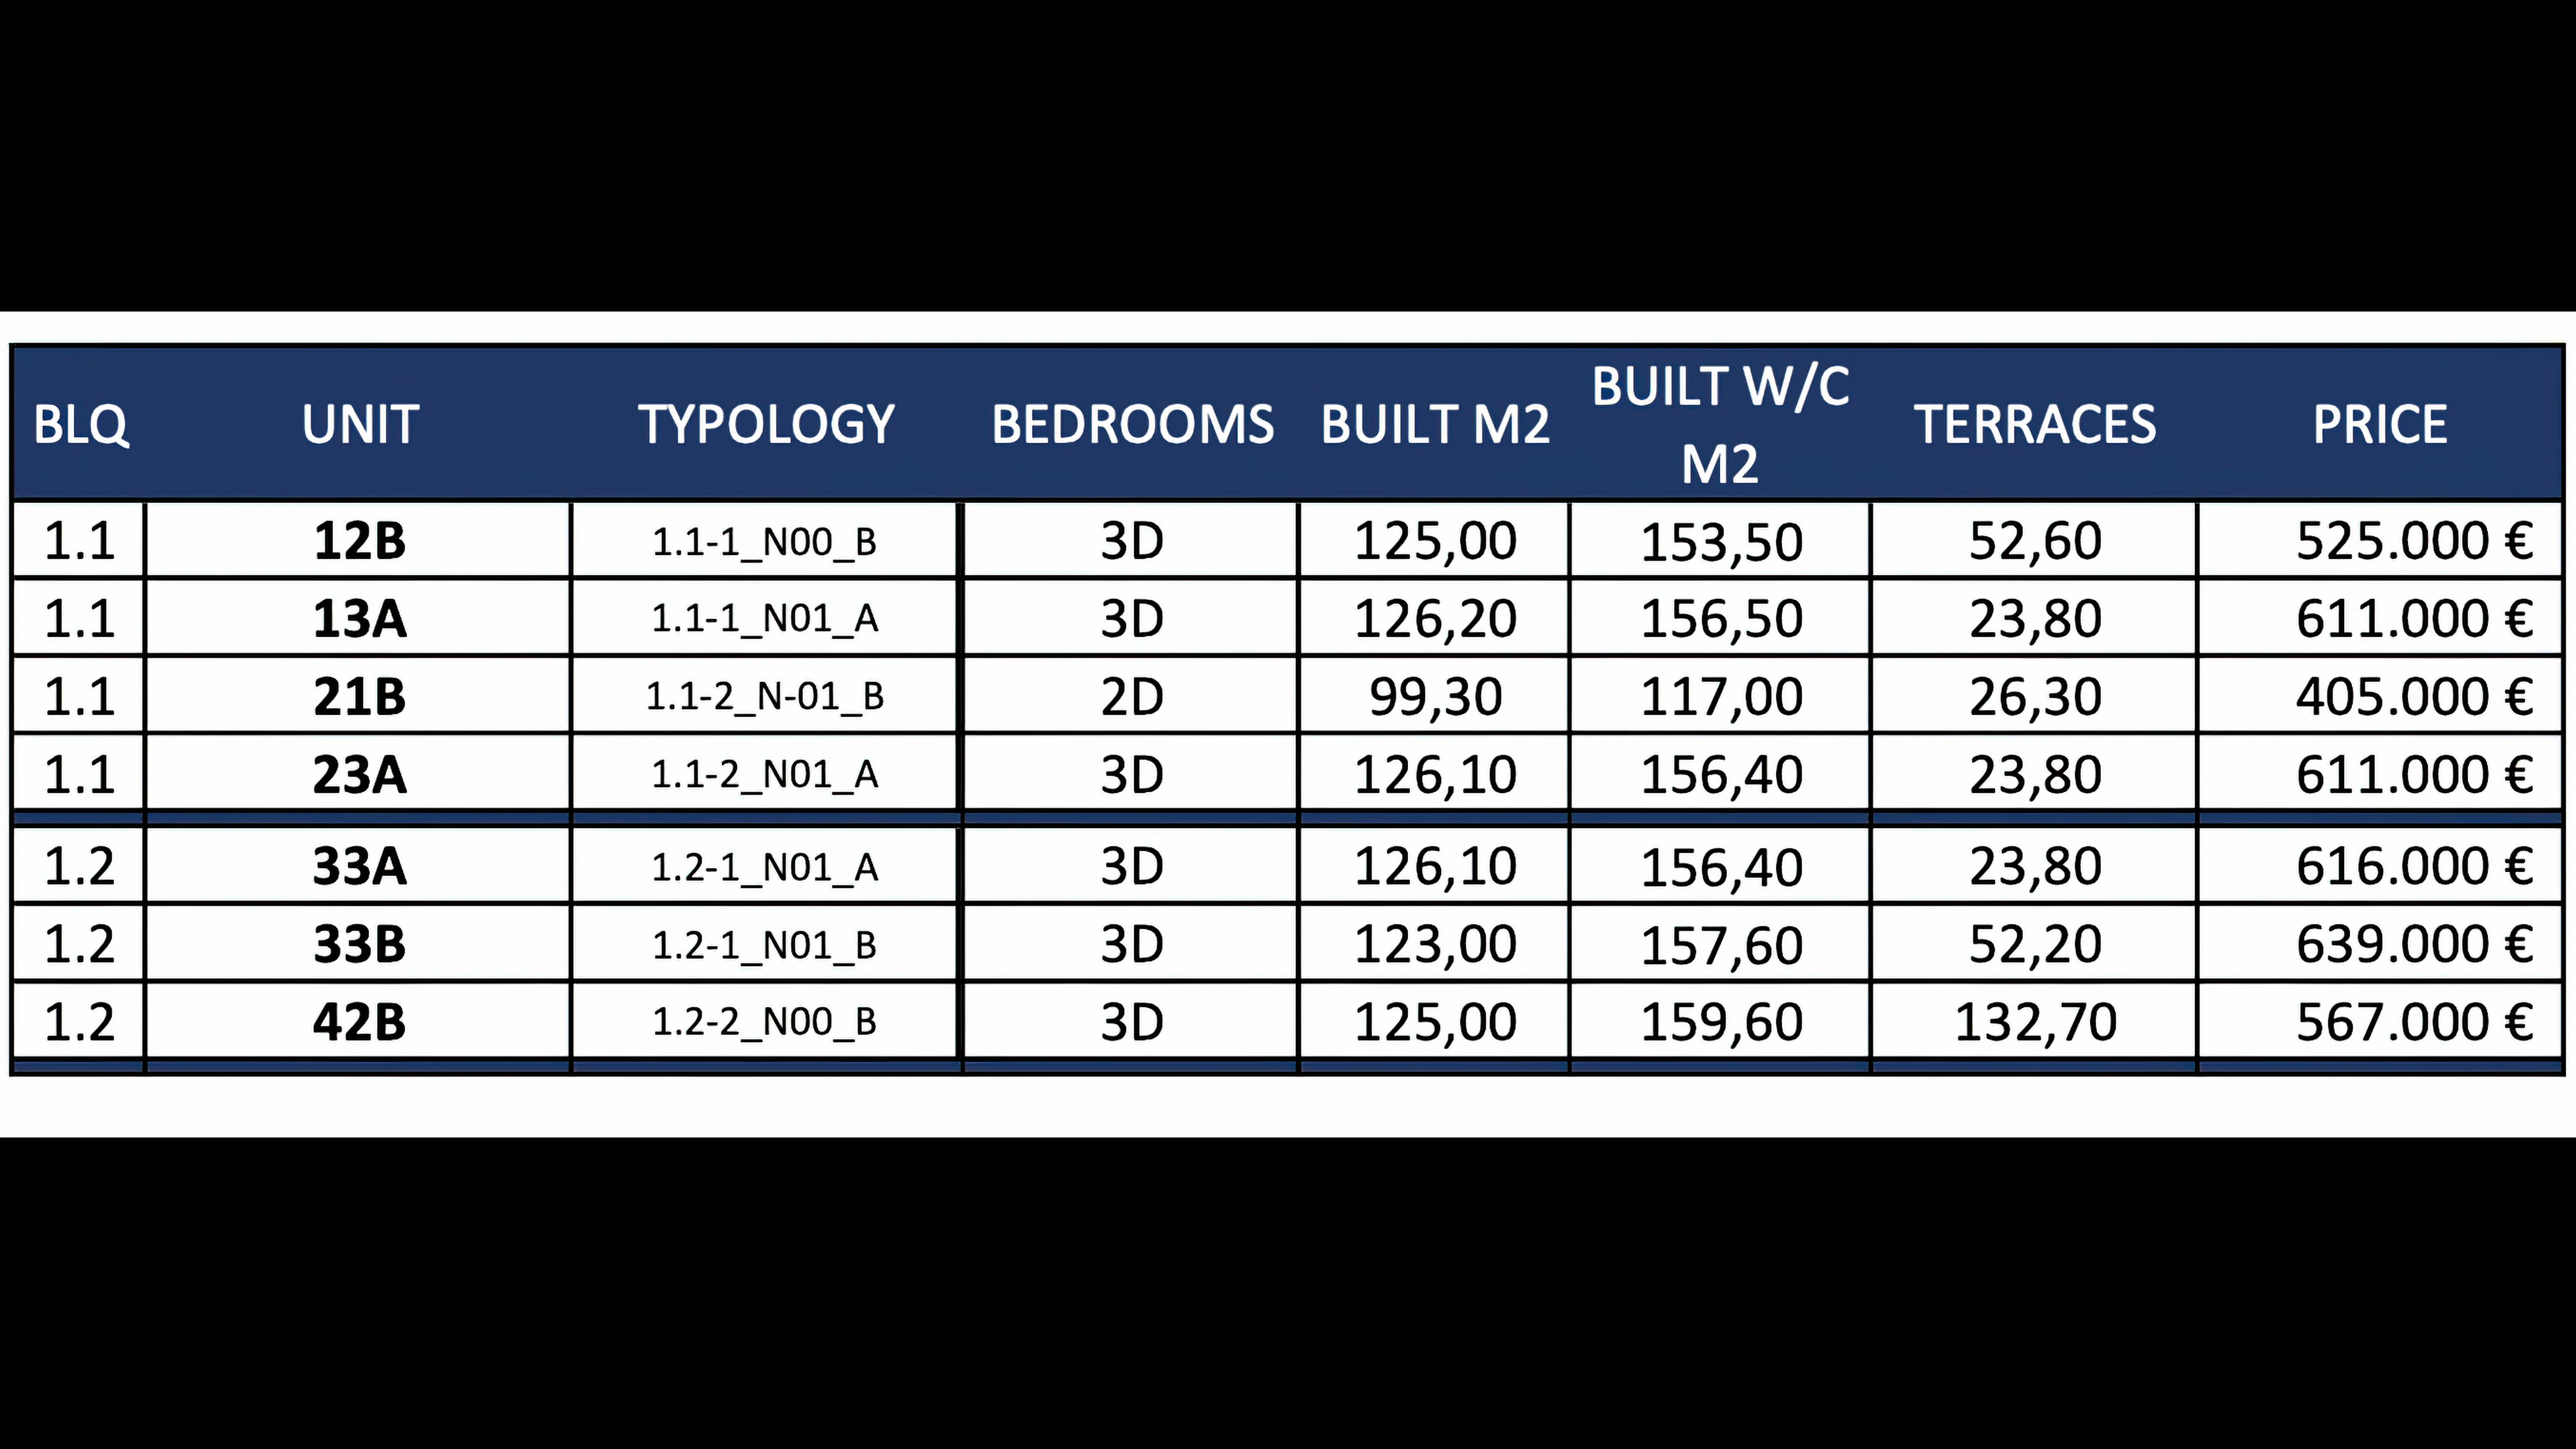 BLQ UNIT TYPOLOGY BEDROOMS BUILT M2 BUILT W/C M2 TERRACES PRICE
1.1 12B 1.1-1_N00_B 3D 125,00 153,50 52,60 525.000 €
1.1 13A 1.1-1_N01_A 3D 126,20 156,50 23,80 611.000 €
1.1 21B 1.1-2_N-01_B 2D 99,30 117,00 26,30 405.000 €
1.1 23A 1.1-2_N01_A 3D 126,10 156,40 23,80 611.000 €
1.2 33A 1.2-1_N01_A 3D 126,10 156,40 23,80 616.000 €
1.2 33B 1.2-1_N01_B 3D 123,00 157,60 52,20 639.000 €
1.2 42B 1.2-2_N00_B 3D 125,00 159,60 132,70 567.000 €